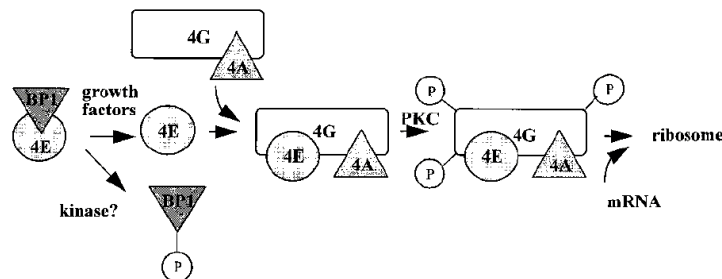 4G
4A
BP1
4E
growth
factors
4E
4G
4E
4A
PKC
P
P
4G
4E
4A
P
ribosome
mRNA
kinase?
BP1
P